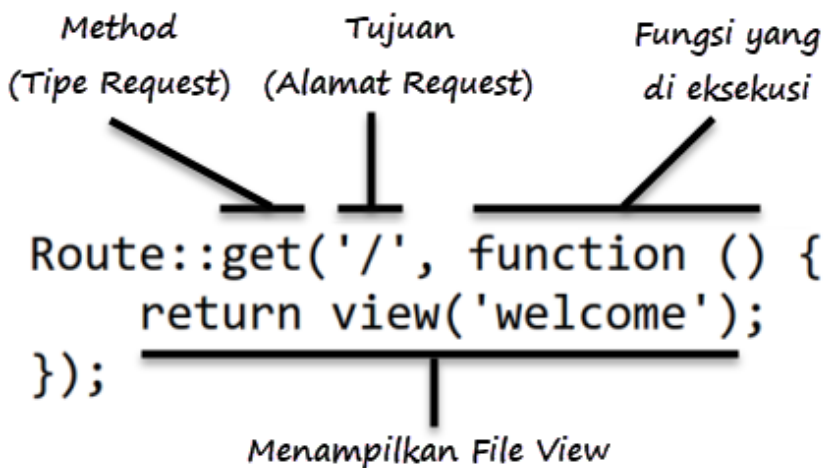 Method
(Tipe Request)
Tujuan
(Alamat Request)
Fungsi yang
di eksekusi
Route::get('/', function () {
    return view('welcome');
});
Menampilkan File View